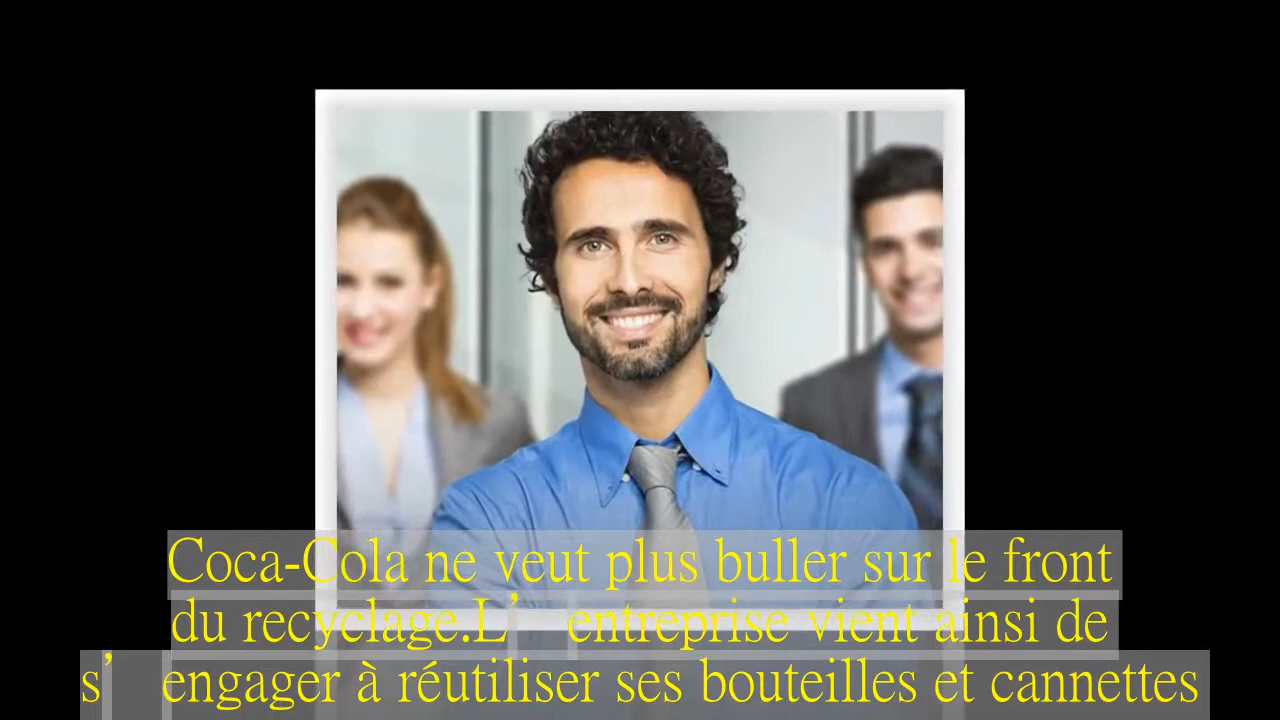 Coca-Cola ne veut plus buller sur le front
du recyclage.L’ entreprise vient ainsi de
s’ engager à réutiliser ses bouteilles et cannettes